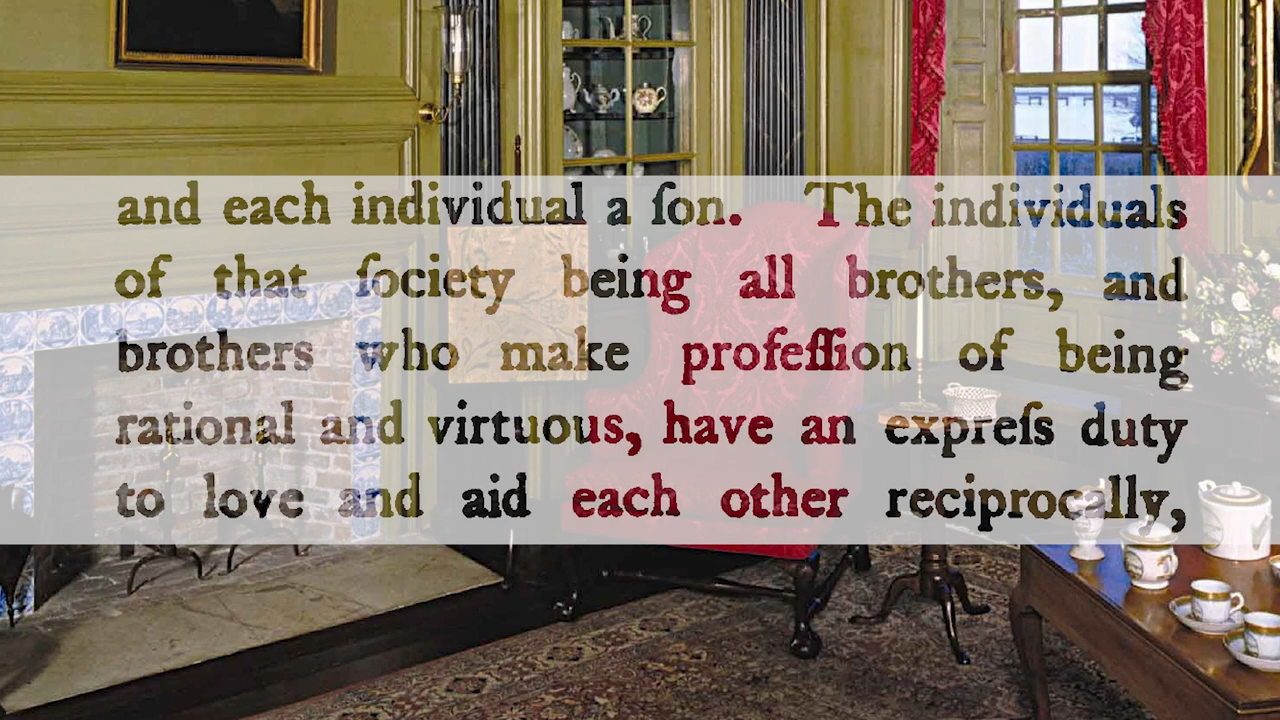 and each individual a ſon. The individuals
of that ſociety being all brothers, and
brothers who make profeſſion of being
rational and virtuous, have an expreſs duty
to love and aid each other reciprocally,